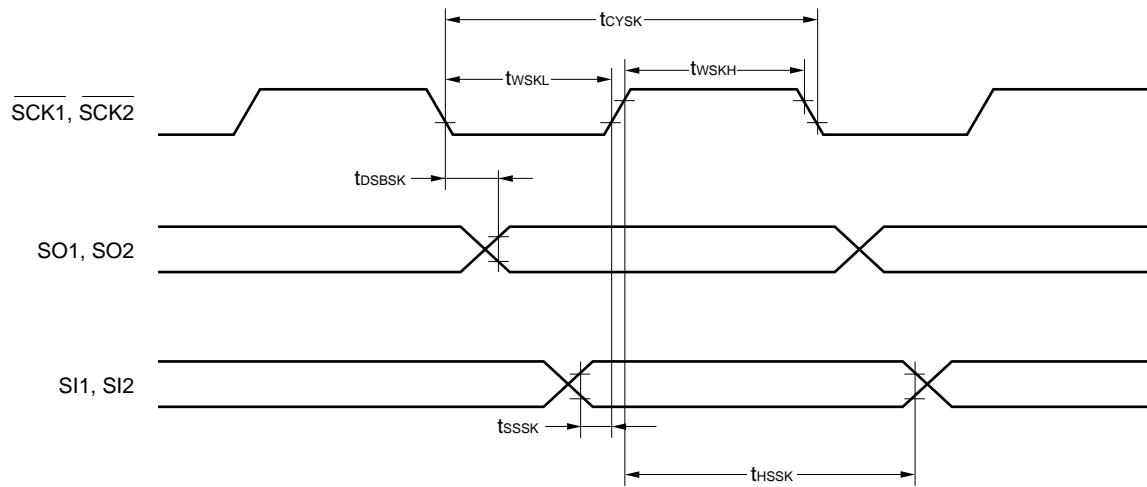 tCYSK
tWSKL
tWSKH
SCK1, SCK2
tDSBSK
SO1, SO2
SI1, SI2
tSSSK
tHSSK